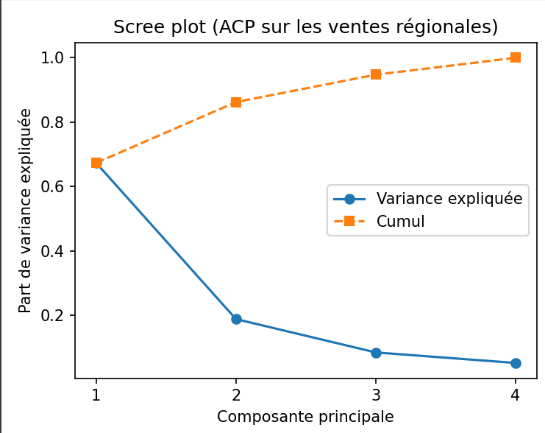 Scree plot (ACP sur les ventes régionales)
1.0
0.8
0.6
0.4
0.2
Part de variance expliquée
Variance expliquée
Cumul
1 2 3 4
Composante principale